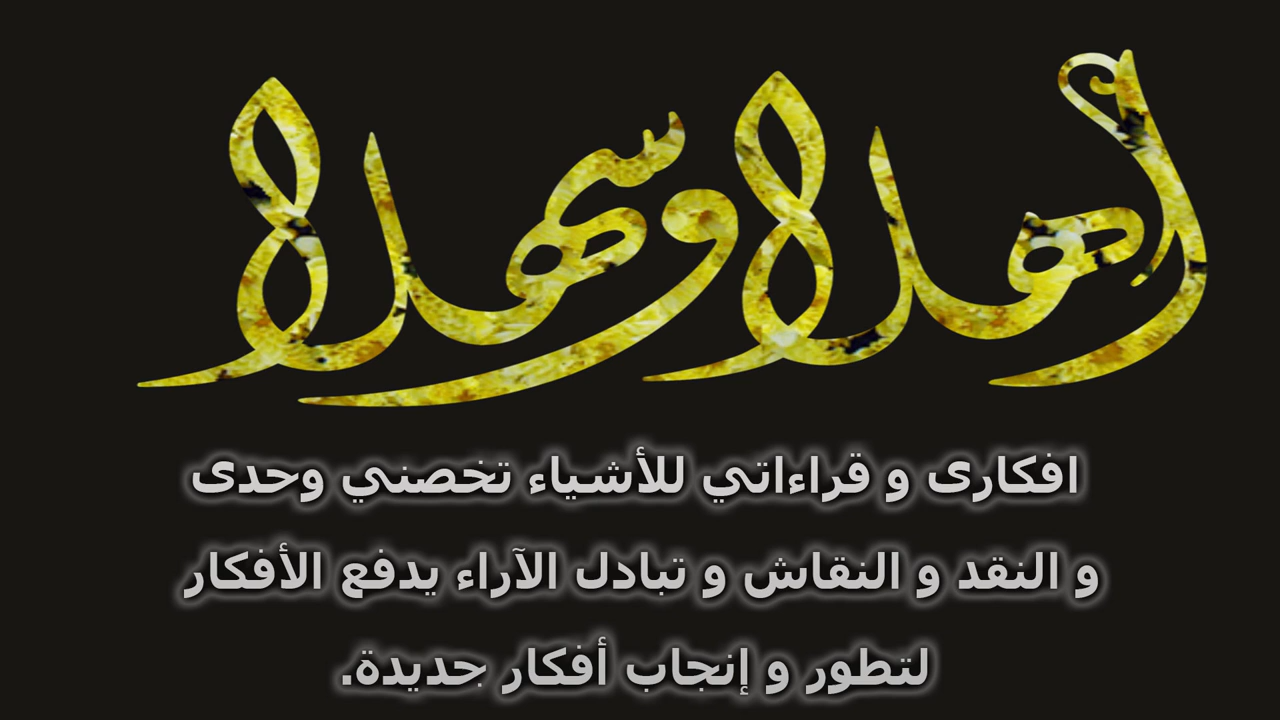 أهلا وسهلا
افكارى و قراءاتي للأشياء تخصني وحدى
و النقد و النقاش و تبادل الآراء يدفع الأفكار
لتطور و إنجاب أفكار جديدة.